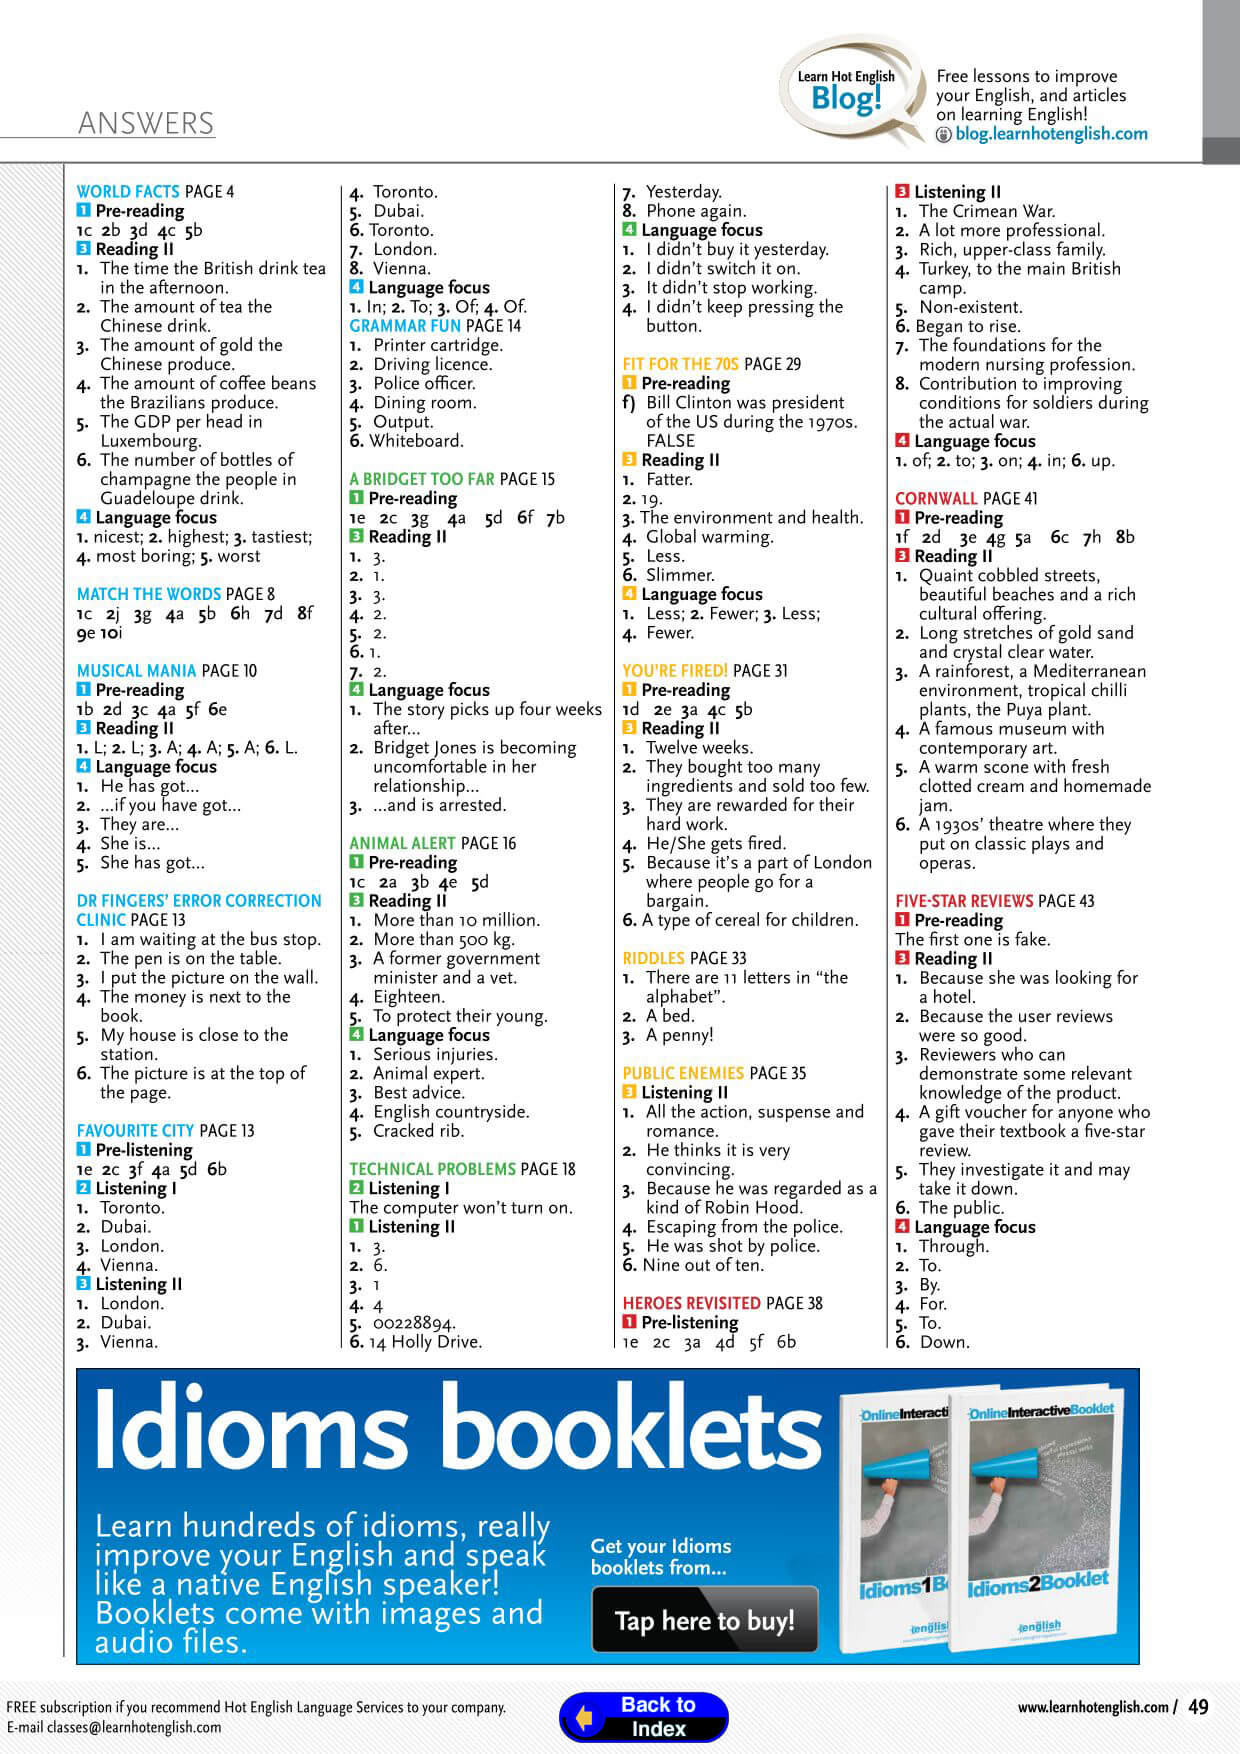 Learn Hot English
Blog!
Free lessons to improve
your English, and articles
on learning English!
blog.learnhotenglish.com
ANSWERS
WORLD FACTS PAGE 4
1 Pre-reading
1c 2b 3d 4c 5b
3 Reading II
1. The time the British drink tea
in the afternoon.
2. The amount of tea the
Chinese drink.
3. The amount of gold the
Chinese produce.
4. The amount of coffee beans
the Brazilians produce.
5. The GDP per head in
Luxembourg.
6. The number of bottles of
champagne the people in
Guadeloupe drink.
4 Language focus
1. nicest; 2. highest; 3. tastiest;
4. most boring; 5. worst
MATCH THE WORDS PAGE 8
1c 2j 3g 4a 5b 6h 7d 8f
9e 10i
MUSICAL MANIA PAGE 10
1 Pre-reading
1b 2d 3c 4a 5f 6e
3 Reading II
1. L; 2. L; 3. A; 4. A; 5. A; 6. L.
4 Language focus
1. He has got...
2. ...if you have got...
3. They are...
4. She is...
5. She has got...
DR FINGERS' ERROR CORRECTION
CLINIC PAGE 13
1. I am waiting at the bus stop.
2. The pen is on the table.
3. I put the picture on the wall.
4. The money is next to the
book.
5. My house is close to the
station.
6. The picture is at the top of
the page.
FAVOURITE CITY PAGE 13
1 Pre-listening
1e 2c 3f 4a 5d 6b
2 Listening I
1. Toronto.
2. Dubai.
3. London.
4. Vienna.
3 Listening II
1. London.
2. Dubai.
3. Vienna.
4. Toronto.
5. Dubai.
6. Toronto.
7. London.
8. Vienna.
4 Language focus
1. In; 2. To; 3. Of; 4. Of.
GRAMMAR FUN PAGE 14
1. Printer cartridge.
2. Driving licence.
3. Police officer.
4. Dining room.
5. Output.
6. Whiteboard.
A BRIDGET TOO FAR PAGE 15
1 Pre-reading
1e 2c 3g 4a 5d 6f 7b
3 Reading II
1. 3.
2. 1.
3. 3.
4. 2.
5. 2.
6. 1.
7. 2.
4 Language focus
1. The story picks up four weeks
after...
2. Bridget Jones is becoming
uncomfortable in her
relationship...
3. ...and is arrested.
ANIMAL ALERT PAGE 16
1 Pre-reading
1c 2a 3b 4e 5d
3 Reading II
1. More than 10 million.
2. More than 500 kg.
3. A former government
minister and a vet.
4. Eighteen.
5. To protect their young.
4 Language focus
1. Serious injuries.
2. Animal expert.
3. Best advice.
4. English countryside.
5. Cracked rib.
TECHNICAL PROBLEMS PAGE 18
2 Listening I
The computer won't turn on.
1 Listening II
1. 3.
2. 6.
3. 1
4. 4
5. 00228894.
6. 14 Holly Drive.
7. Yesterday.
8. Phone again.
4 Language focus
1. I didn't buy it yesterday.
2. I didn't switch it on.
3. It didn't stop working.
4. I didn't keep pressing the
button.
FIT FOR THE 70S PAGE 29
1 Pre-reading
f) Bill Clinton was president
of the US during the 1970s.
FALSE
3 Reading II
1. Fatter.
2. 19.
3. The environment and health.
4. Global warming.
5. Less.
6. Slimmer.
4 Language focus
1. Less; 2. Fewer; 3. Less;
4. Fewer.
YOU'RE FIRED! PAGE 31
1 Pre-reading
1d 2e 3a 4c 5b
3 Reading II
1. Twelve weeks.
2. They bought too many
ingredients and sold too few.
3. They are rewarded for their
hard work.
4. He/She gets fired.
5. Because it's a part of London
where people go for a
bargain.
6. A type of cereal for children.
RIDDLES PAGE 33
1. There are 11 letters in “the
alphabet”.
2. A bed.
3. A penny!
PUBLIC ENEMIES PAGE 35
3 Listening II
1. All the action, suspense and
romance.
2. He thinks it is very
convincing.
3. Because he was regarded as a
kind of Robin Hood.
4. Escaping from the police.
5. He was shot by police.
6. Nine out of ten.
HEROES REVISITED PAGE 38
1 Pre-listening
1e 2c 3a 4d 5f 6b
3 Listening II
1. The Crimean War.
2. A lot more professional.
3. Rich, upper-class family.
4. Turkey, to the main British
camp.
5. Non-existent.
6. Began to rise.
7. The foundations for the
modern nursing profession.
8. Contribution to improving
conditions for soldiers during
the actual war.
4 Language focus
1. of; 2. to; 3. on; 4. in; 6. up.
CORNWALL PAGE 41
1 Pre-reading
1f 2d 3e 4g 5a 6c 7h 8b
3 Reading II
1. Quaint cobbled streets,
beautiful beaches and a rich
cultural offering.
2. Long stretches of gold sand
and crystal clear water.
3. A rainforest, a Mediterranean
environment, tropical chilli
plants, the Puya plant.
4. A famous museum with
contemporary art.
5. A warm scone with fresh
clotted cream and homemade
jam.
6. A 1930s' theatre where they
put on classic plays and
operas.
FIVE-STAR REVIEWS PAGE 43
1 Pre-reading
The first one is fake.
3 Reading II
1. Because she was looking for
a hotel.
2. Because the user reviews
were so good.
3. Reviewers who can
demonstrate some relevant
knowledge of the product.
4. A gift voucher for anyone who
gave their textbook a five-star
review.
5. They investigate it and may
take it down.
6. The public.
4 Language focus
1. Through.
2. To.
3. By.
4. For.
5. To.
6. Down.
Idioms booklets
Learn hundreds of idioms, really
improve your English and speak
like a native English speaker!
Booklets come with images and
audio files.
Get your Idioms
booklets from...
Tap here to buy!
OnlineInteracti
Idioms1B
english
OnlineInteractiveBooklet
Idioms2Booklet
english
FREE subscription if you recommend Hot English Language Services to your company.
E-mail classes@learnhotenglish.com
Back to
Index
www.learnhotenglish.com / 49